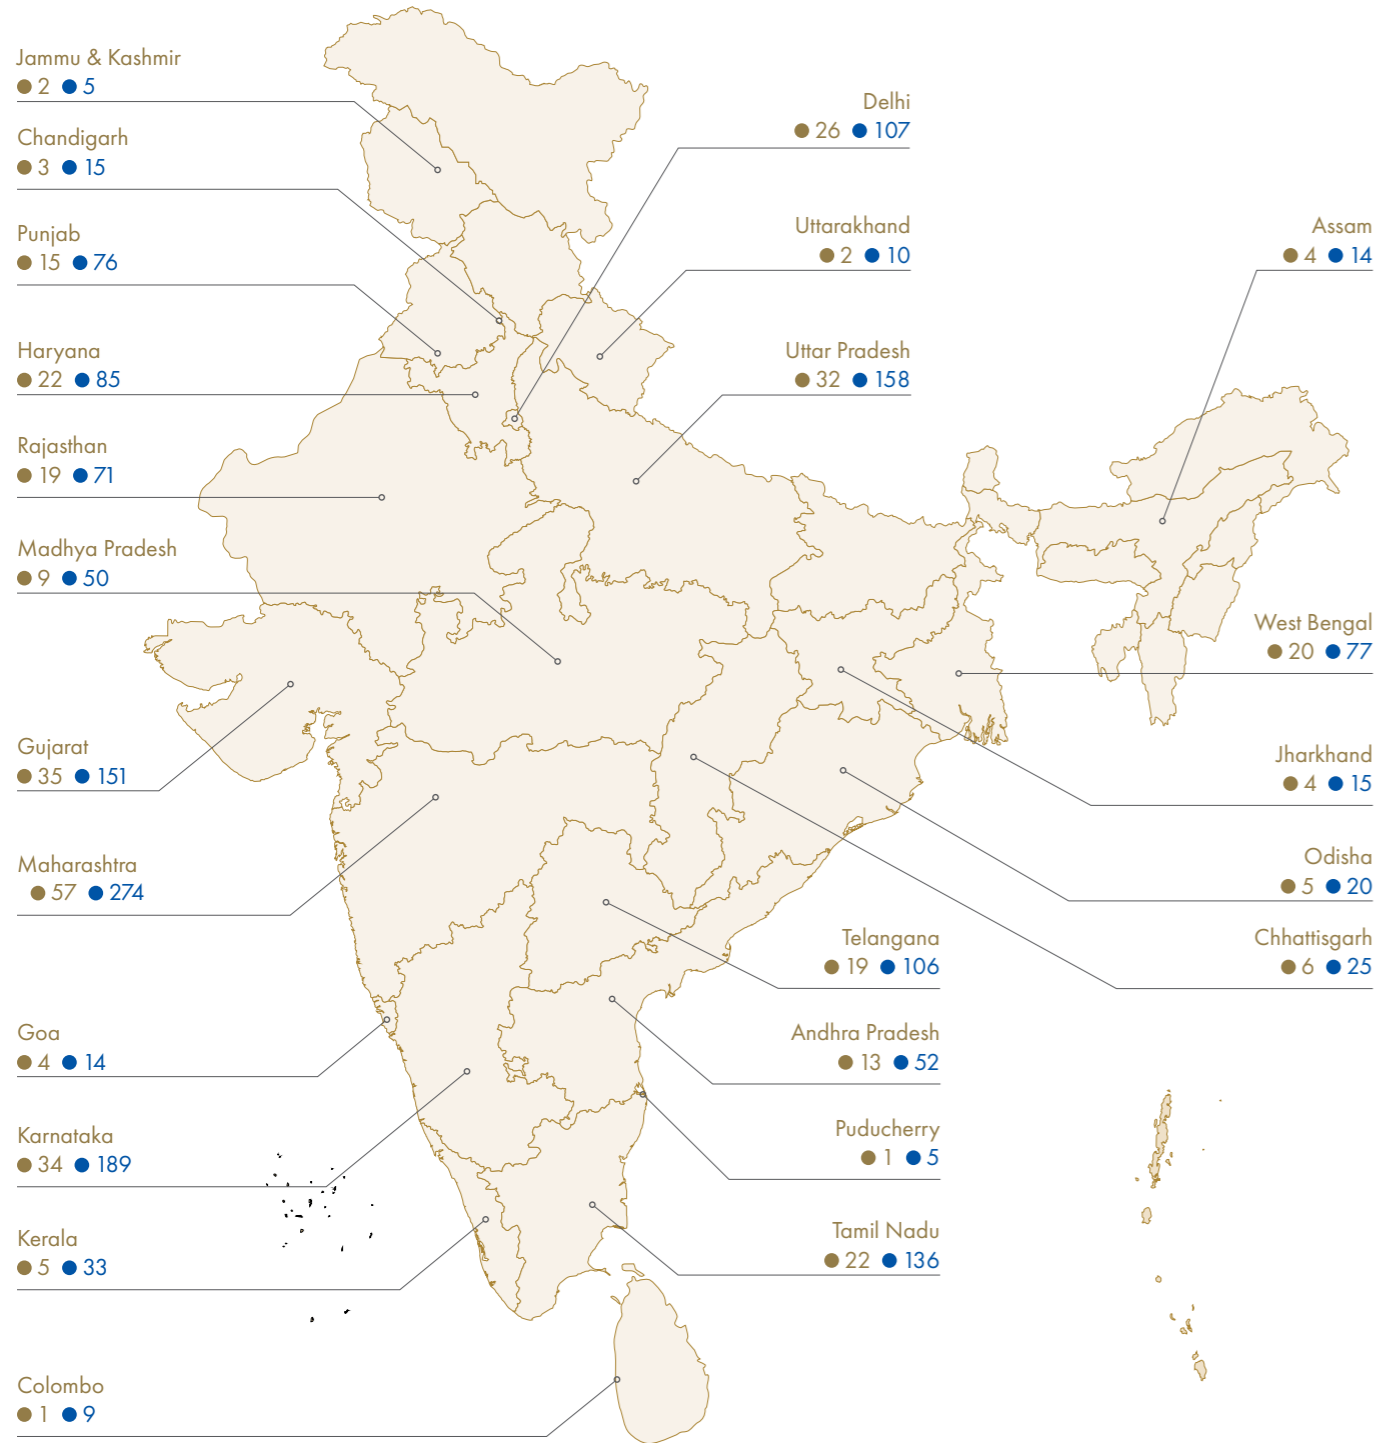 Jammu & Kashmir
2 5
Chandigarh
3 15
Punjab
15 76
Haryana
22 85
Rajasthan
19 71
Madhya Pradesh
9 50
Gujarat
35 151
Maharashtra
57 274
Goa
4 14
Karnataka
34 189
Kerala
5 33
Colombo
1 9
Delhi
26 107
Uttarakhand
2 10
Uttar Pradesh
32 158
Telangana
19 106
Andhra Pradesh
13 52
Puducherry
1 5
Tamil Nadu
22 136
Assam
4 14
West Bengal
20 77
Jharkhand
4 15
Odisha
5 20
Chhattisgarh
6 25